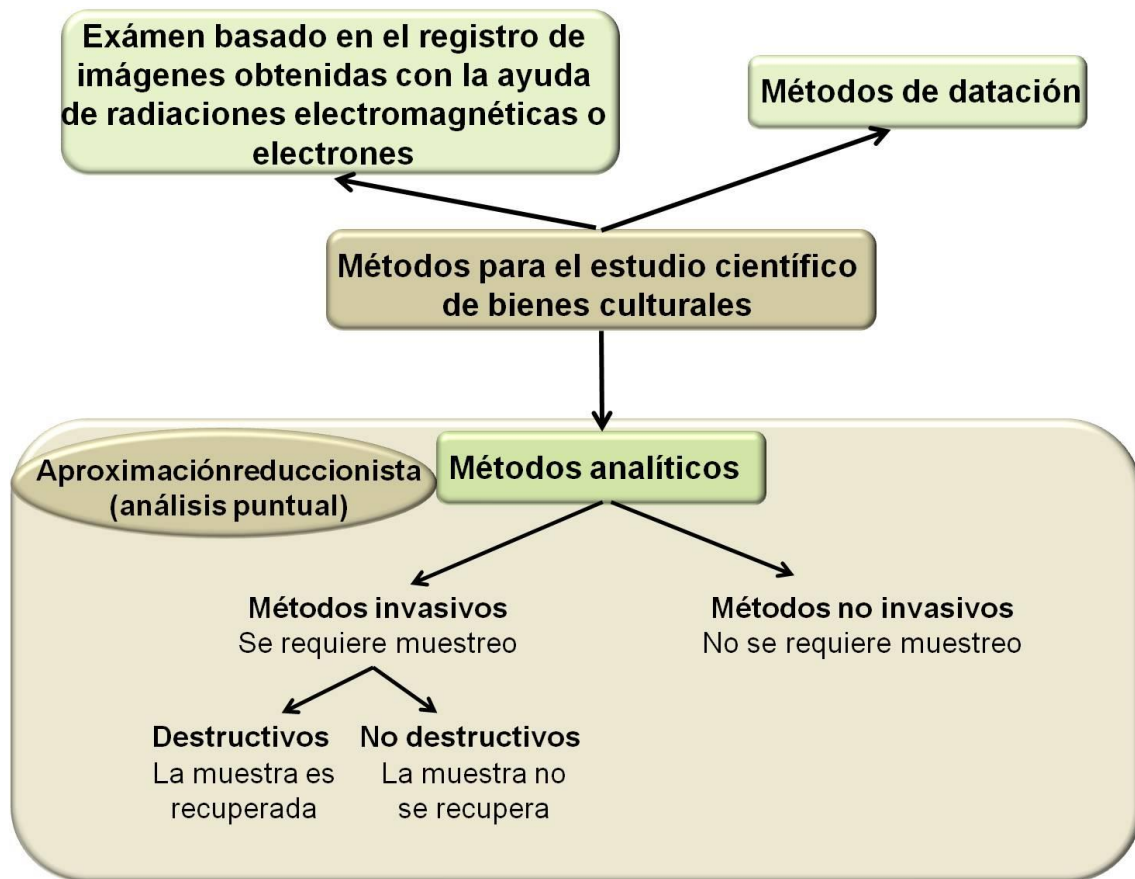 Exámen basado en el registro de
imágenes obtenidas con la ayuda
de radiaciones electromagnéticas o
electrones
Métodos de datación
Métodos para el estudio científico
de bienes culturales
Aproximaciónreduccionista
(análisis puntual)
Métodos analíticos
Métodos invasivos
Se requiere muestreo
Métodos no invasivos
No se requiere muestreo
Destructivos
La muestra es
recuperada
No destructivos
La muestra no
se recupera